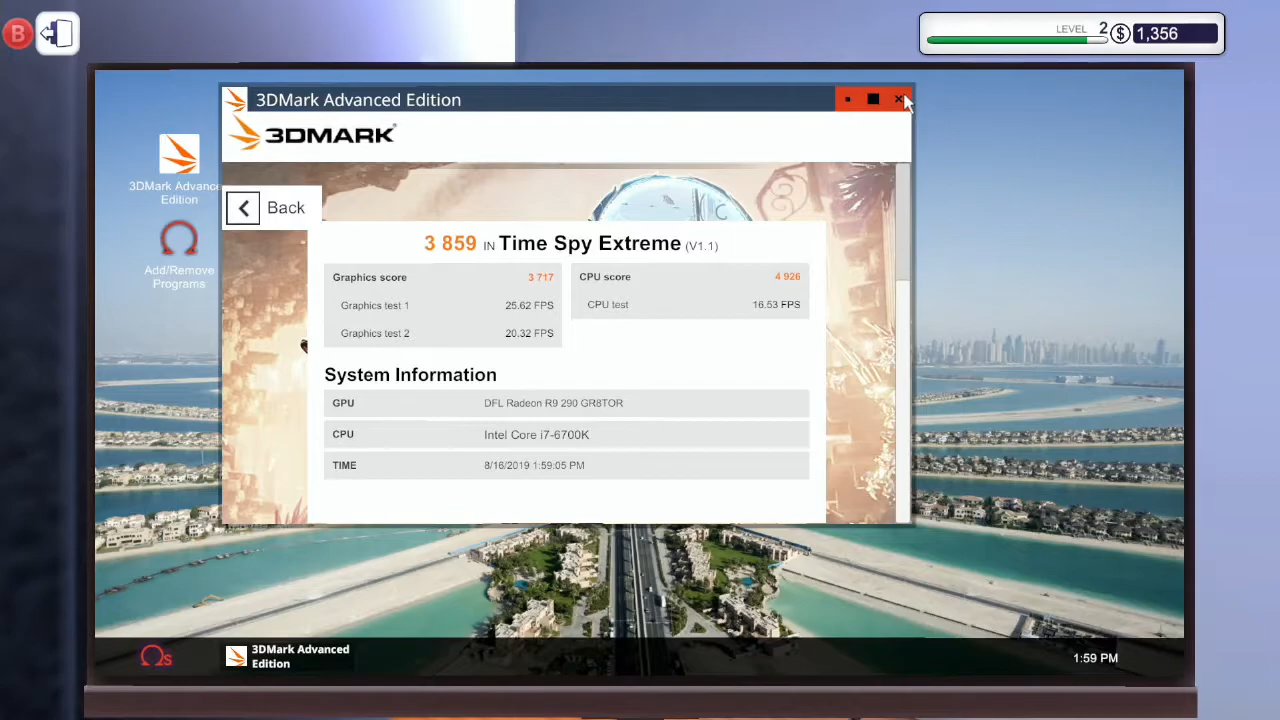 B
LEVEL 2
$ 1,356
3DMark Advanced Edition
3DMARK
3DMark Advance
Edition
Back
Add/Remove
Programs
3 859 IN Time Spy Extreme (V1.1)
Graphics score 3 717
Graphics test 1 25.62 FPS
Graphics test 2 20.32 FPS
CPU score 4 926
CPU test 16.53 FPS
System Information
GPU DFL Radeon R9 290 GR8TOR
CPU Intel Core i7-6700K
TIME 8/16/2019 1:59:05 PM
Ωs
3DMark Advanced
Edition
1:59 PM